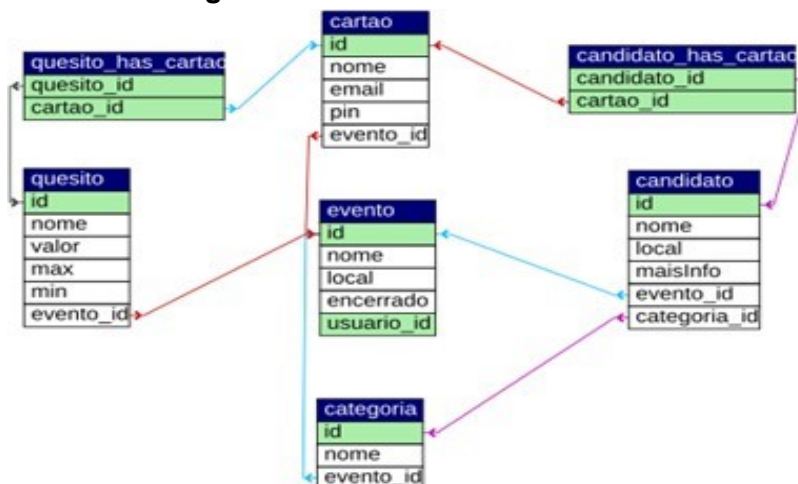 cartao
id
nome
email
pin
evento_id
quesito_has_cartao
quesito_id
cartao_id
candidato_has_cartao
candidato_id
cartao_id
quesito
id
nome
valor
max
min
evento_id
evento
id
nome
local
encerrado
usuario_id
candidato
id
nome
local
maisInfo
evento_id
categoria_id
categoria
id
nome
evento_id